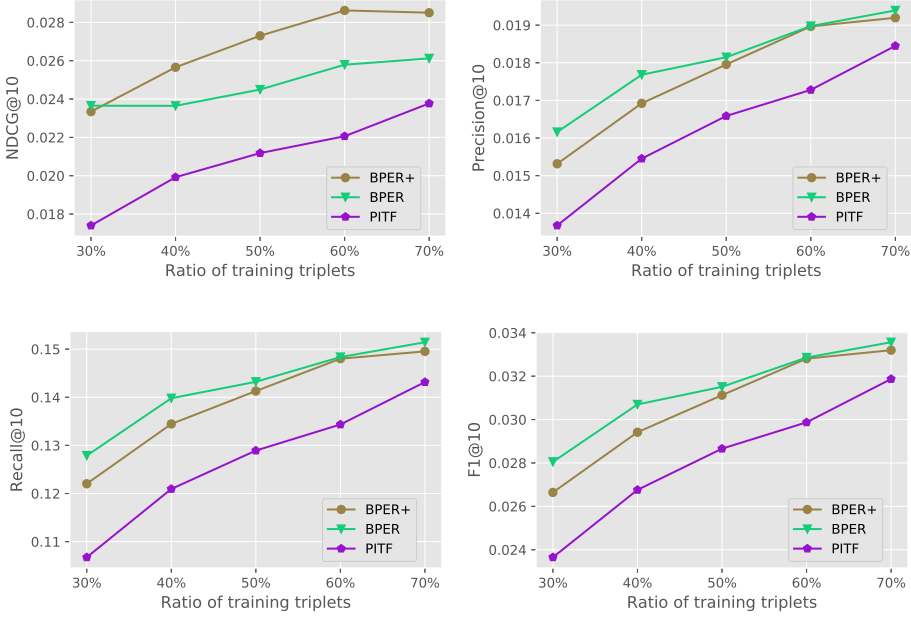 NDCG@10
0.028
0.026
0.024
0.022
0.020
0.018
30% 40% 50% 60% 70%
Ratio of training triplets
BPER+
BPER
PITF
Precision@10
0.019
0.018
0.017
0.016
0.015
0.014
30% 40% 50% 60% 70%
Ratio of training triplets
BPER+
BPER
PITF
Recall@10
0.15
0.14
0.13
0.12
0.11
30% 40% 50% 60% 70%
Ratio of training triplets
BPER+
BPER
PITF
F1@10
0.034
0.032
0.030
0.028
0.026
0.024
30% 40% 50% 60% 70%
Ratio of training triplets
BPER+
BPER
PITF